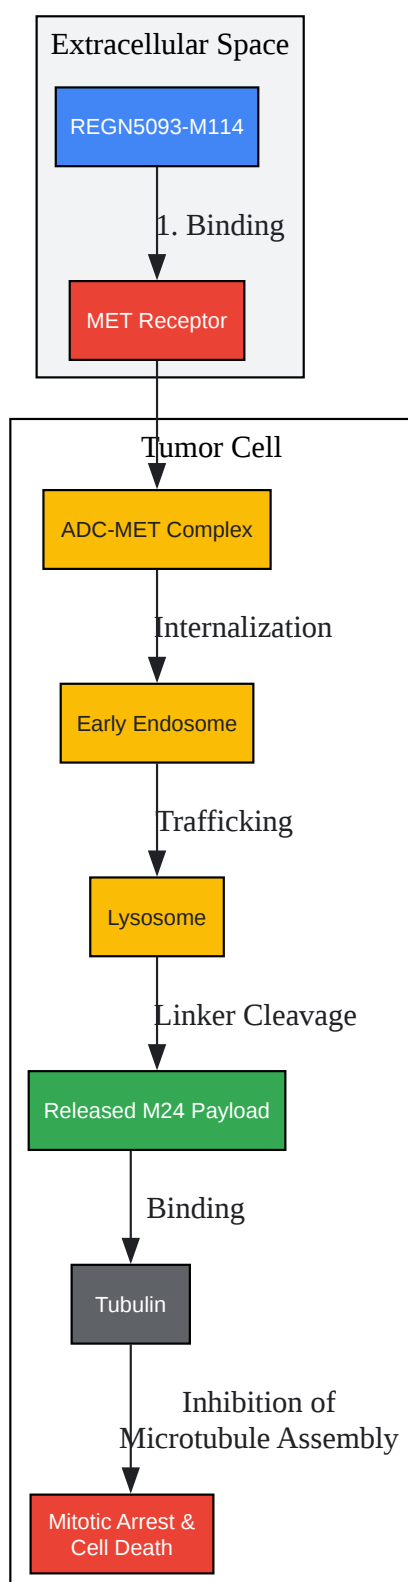 Extracellular Space
REGN5093-M114
1. Binding
MET Receptor
Tumor Cell
ADC-MET Complex
Internalization
Early Endosome
Trafficking
Lysosome
Linker Cleavage
Released M24 Payload
Binding
Tubulin
Inhibition of
Microtubule Assembly
Mitotic Arrest &
Cell Death